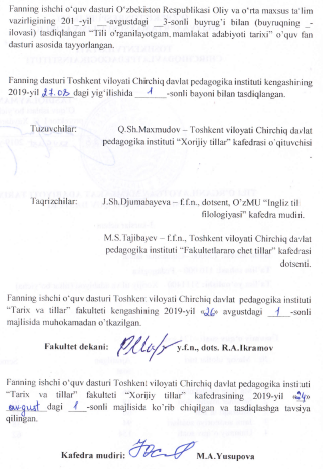 Fanning ishchi o‘quv dasturi O‘zbekiston Respublikasi Oliy va o‘rta maxsus ta’lim
vazirligining 201_-yil __-avgustdagi __3-sonli buyrug‘i bilan (buyruqning _-
ilovasi) tasdiqlangan “Tili o‘rganilayotgan mamlakat adabiyoti tarixi” o‘quv fan
dasturi asosida tayyorlangan.
Fanning dasturi Toshkent viloyati Chirchiq davlat pedagogika instituti kengashining
2019-yil 27.08 dagi yig‘ilishida 1 -sonli bayoni bilan tasdiqlangan.
Tuzuvchilar: Q.Sh.Maxmudov – Toshkent viloyati Chirchiq davlat
pedagogika instituti “Xorijiy tillar” kafedrasi o`qituvchisi
Taqrizchilar: J.Sh.Djumabayeva – f.f.n., dotsent, O’zMU “Ingliz til
filologiyasi” kafedra mudiri.
M.S.Tajibayev – f.f.n., Toshkent viloyati Chirchiq davlat
pedagogika instituti “Fakultetlararo chet tillar” kafedrasi
dotsenti.
Fanning ishchi o‘quv dasturi Toshkent viloyati Chirchiq davlat pedagogika instituti
“Tarix va tillar” fakulteti kengashining 2019-yil «26» avgustdagi 1 -sonli
majlisida muhokamadan o‘tkazilgan.
Fakultet dekani: y.f.n., dots. R.A.Ikramov
Fanning ishchi o‘quv dasturi Toshkent viloyati Chirchiq davlat pedagogika instituti
“Tarix va tillar” fakulteti “Xorijiy tillar” kafedrasining 2019-yil «24»
avgust dagi 1 -sonli majlisida ko‘rib chiqilgan va tasdiqlashga tavsiya
qilingan.
Kafedra mudiri: M.A.Yusupova